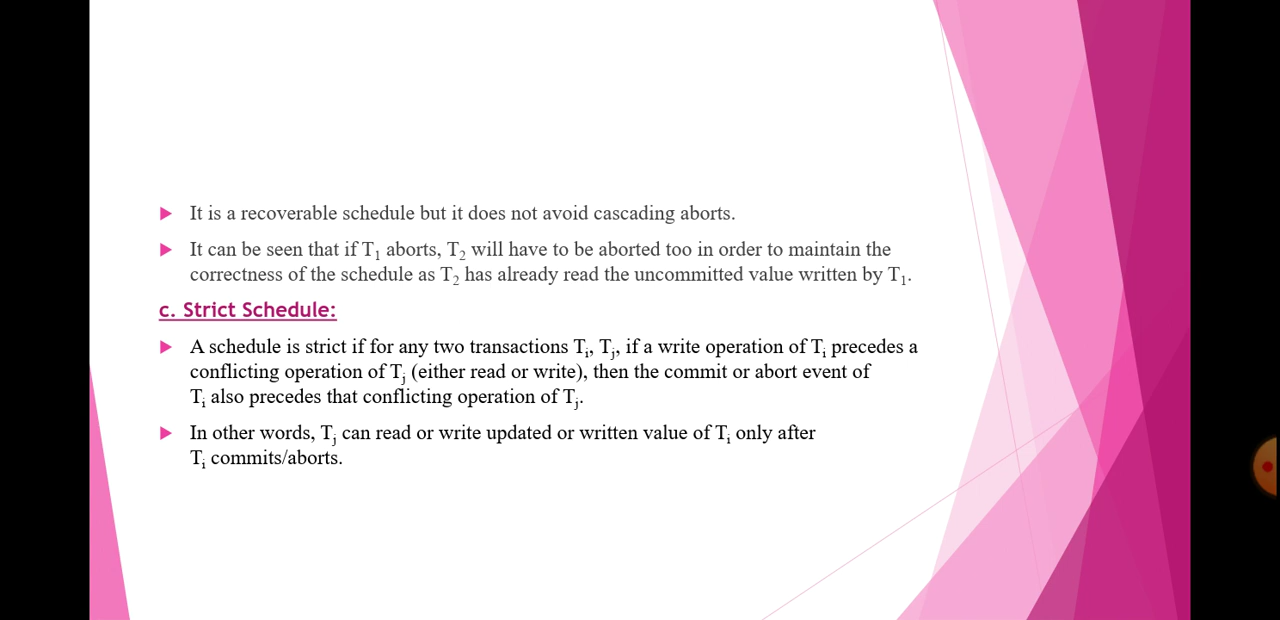 It is a recoverable schedule but it does not avoid cascading aborts.
It can be seen that if T₁ aborts, T₂ will have to be aborted too in order to maintain the
correctness of the schedule as T₂ has already read the uncommitted value written by T₁.
c. Strict Schedule:
A schedule is strict if for any two transactions Tᵢ, Tⱼ, if a write operation of Tᵢ precedes a
conflicting operation of Tⱼ (either read or write), then the commit or abort event of
Tᵢ also precedes that conflicting operation of Tⱼ.
In other words, Tⱼ can read or write updated or written value of Tᵢ only after
Tᵢ commits/aborts.